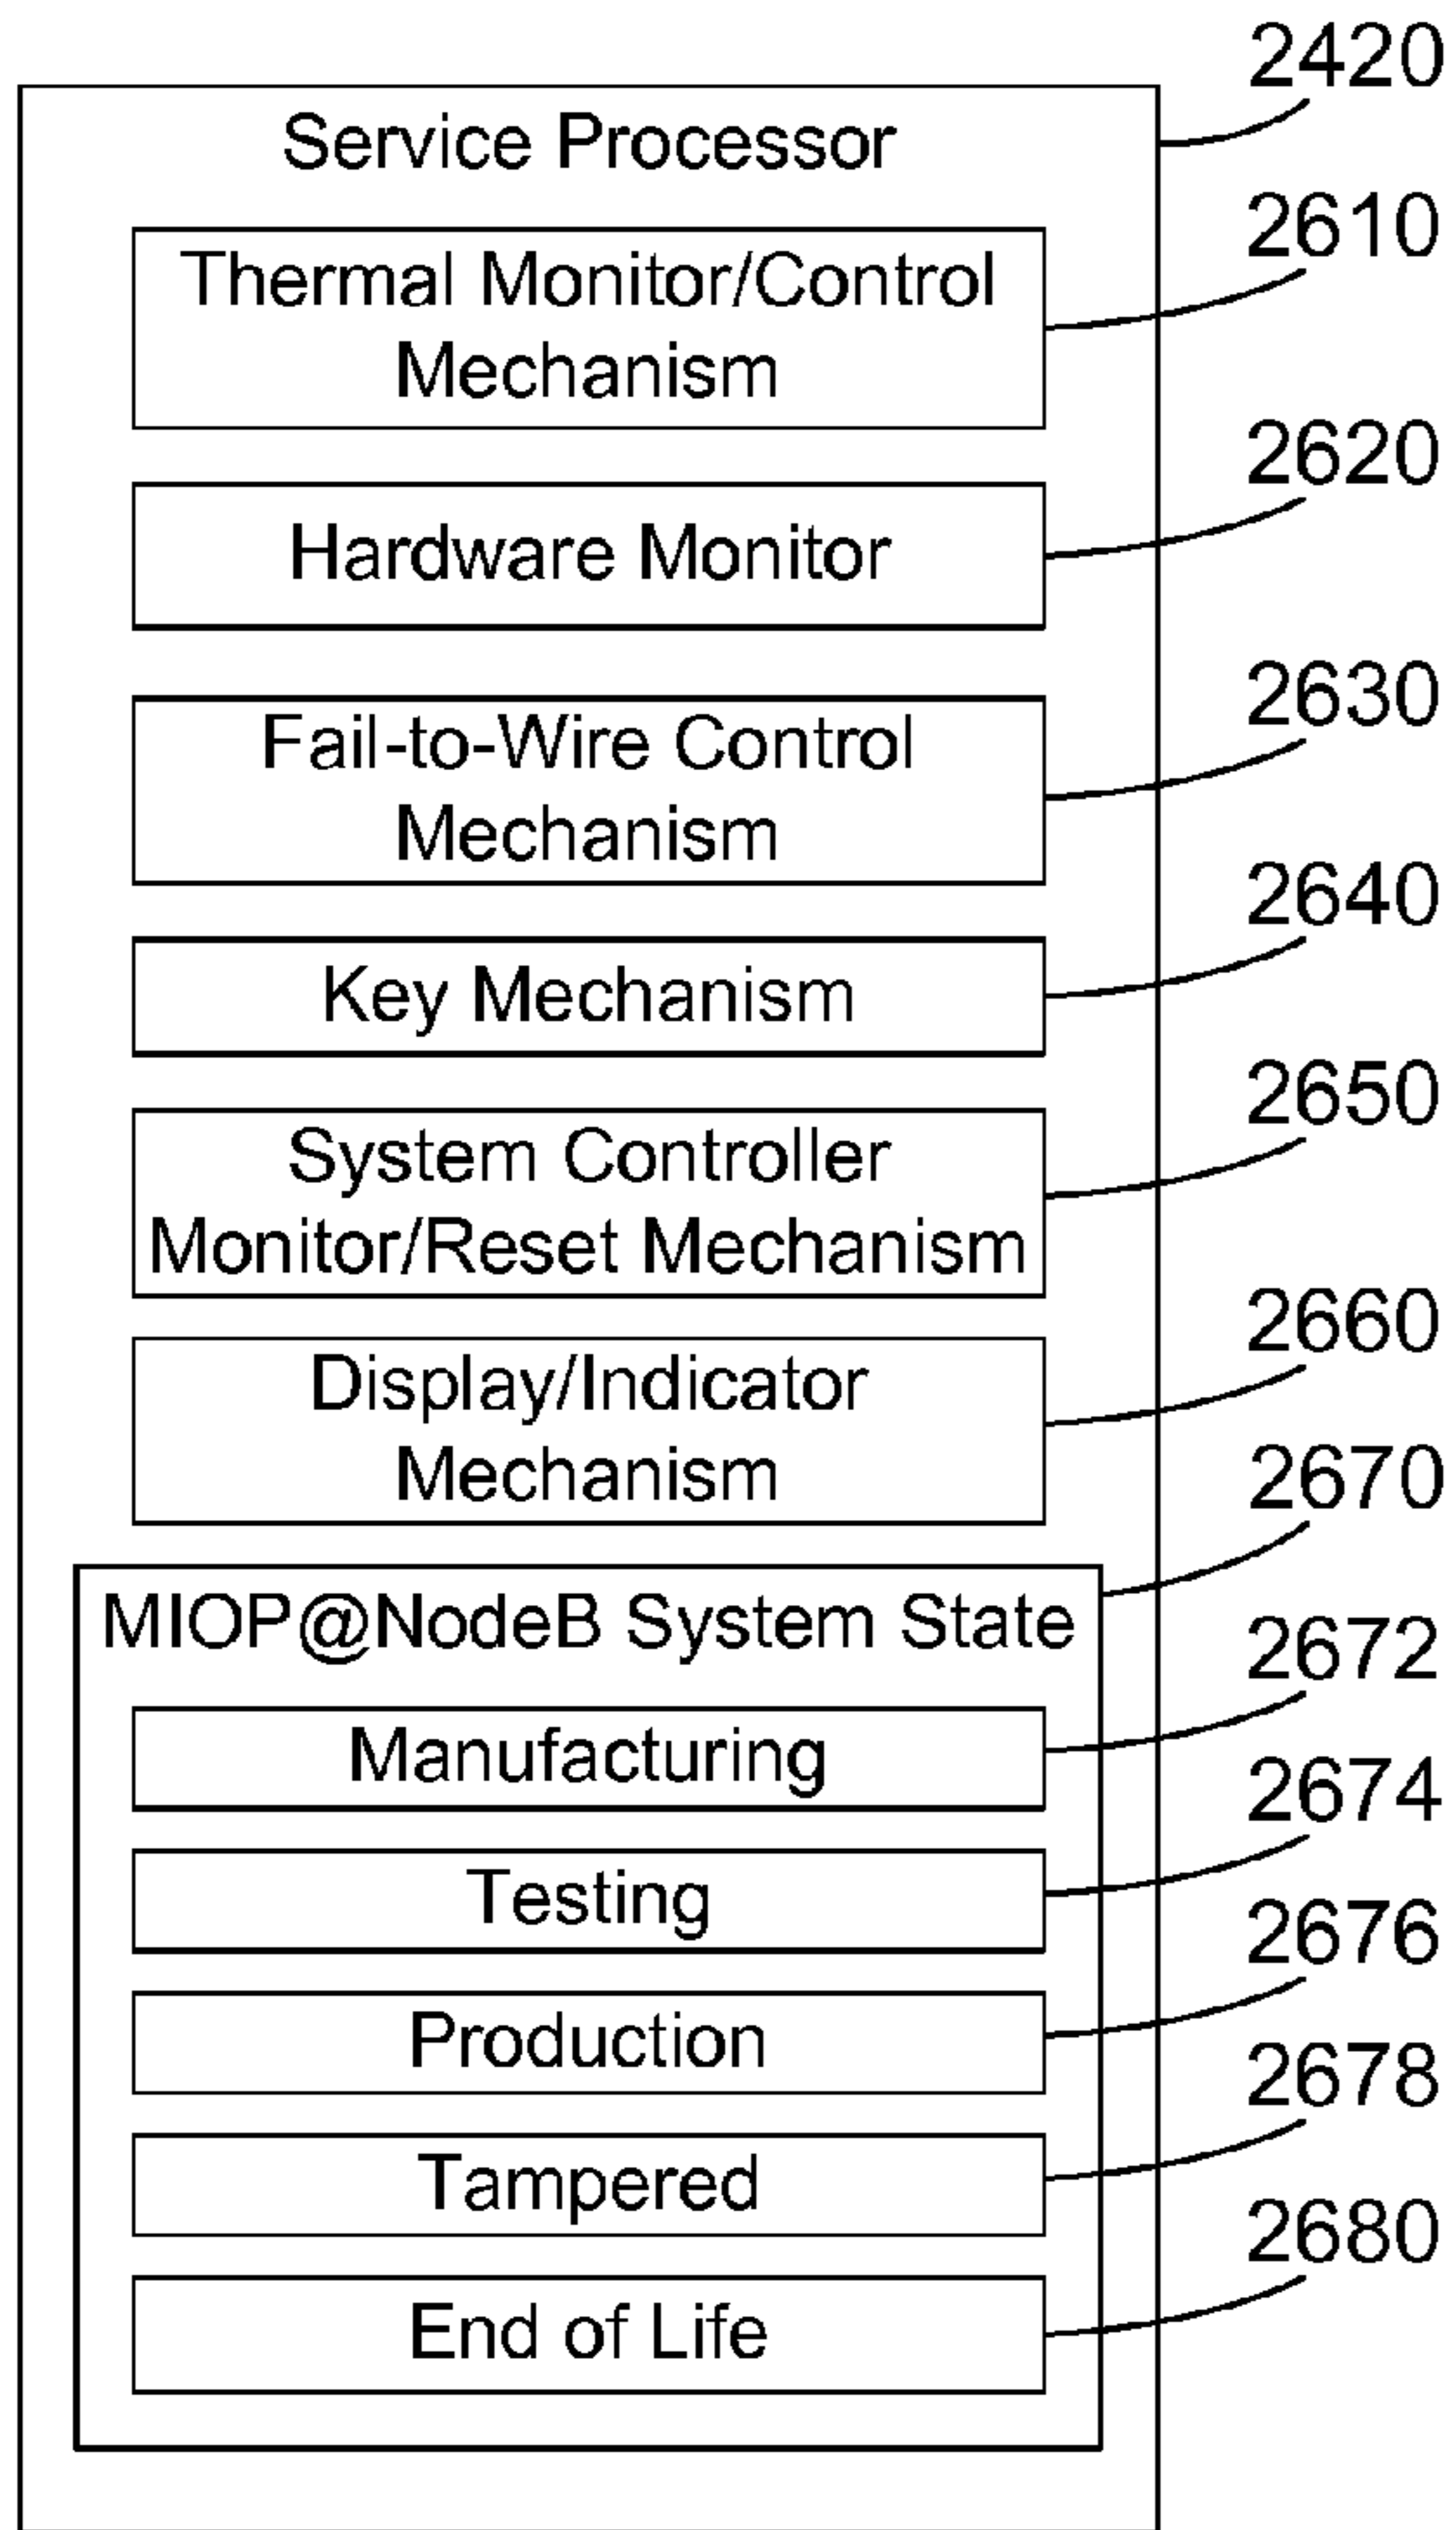 2420
Service Processor
2610
Thermal Monitor/Control
Mechanism
2620
Hardware Monitor
2630
Fail-to-Wire Control
Mechanism
2640
Key Mechanism
2650
System Controller
Monitor/Reset Mechanism
2660
Display/Indicator
Mechanism
2670
MIOP@NodeB System State
2672
Manufacturing
2674
Testing
2676
Production
2678
Tampered
2680
End of Life